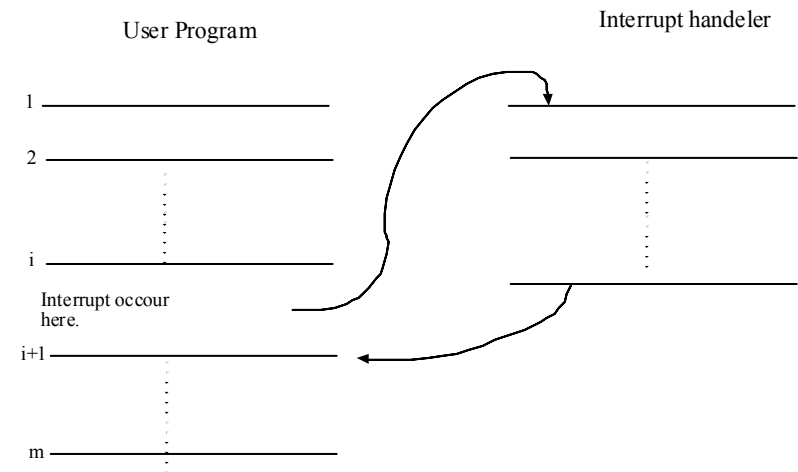 User Program
Interrupt handeler
1
2
i
Interrupt occour
here.
i+1
m